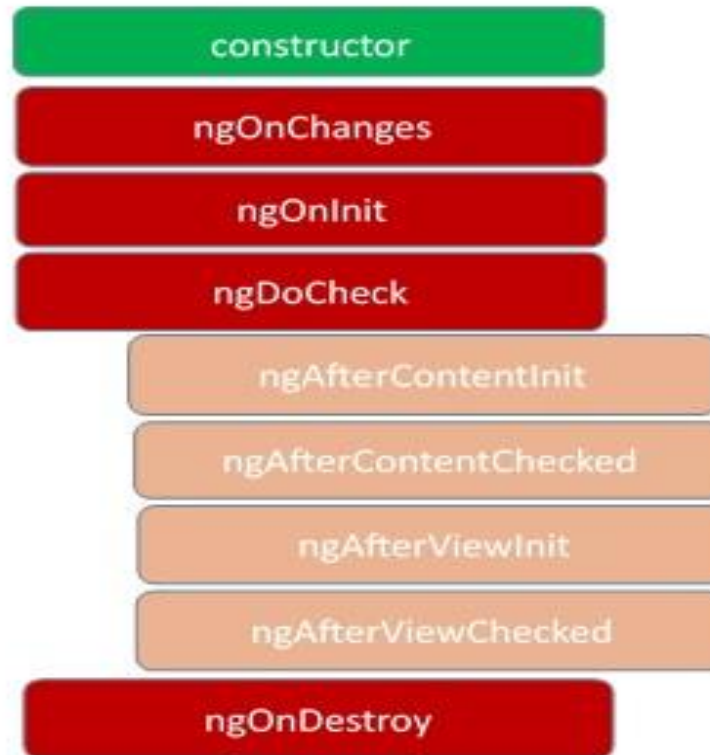 constructor
ngOnChanges
ngOnInit
ngDoCheck
ngAfterContentInit
ngAfterContentChecked
ngAfterViewInit
ngAfterViewChecked
ngOnDestroy